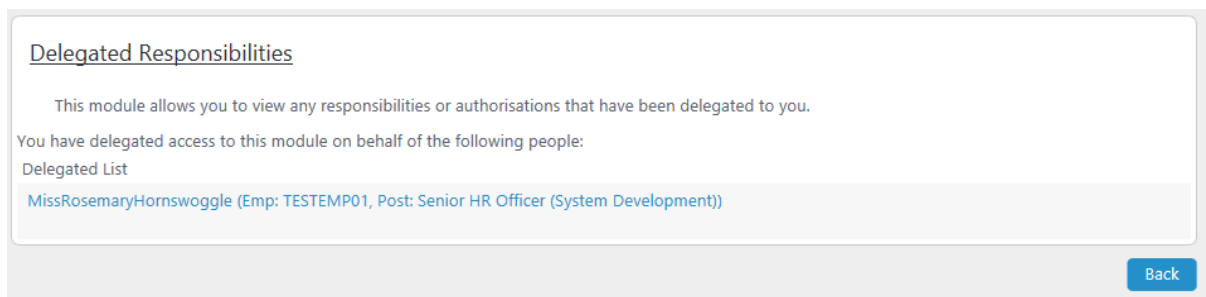 Delegated Responsibilities
This module allows you to view any responsibilities or authorisations that have been delegated to you.
You have delegated access to this module on behalf of the following people:
Delegated List
MissRosemaryHornswoggle (Emp: TESTEMP01, Post: Senior HR Officer (System Development))
Back